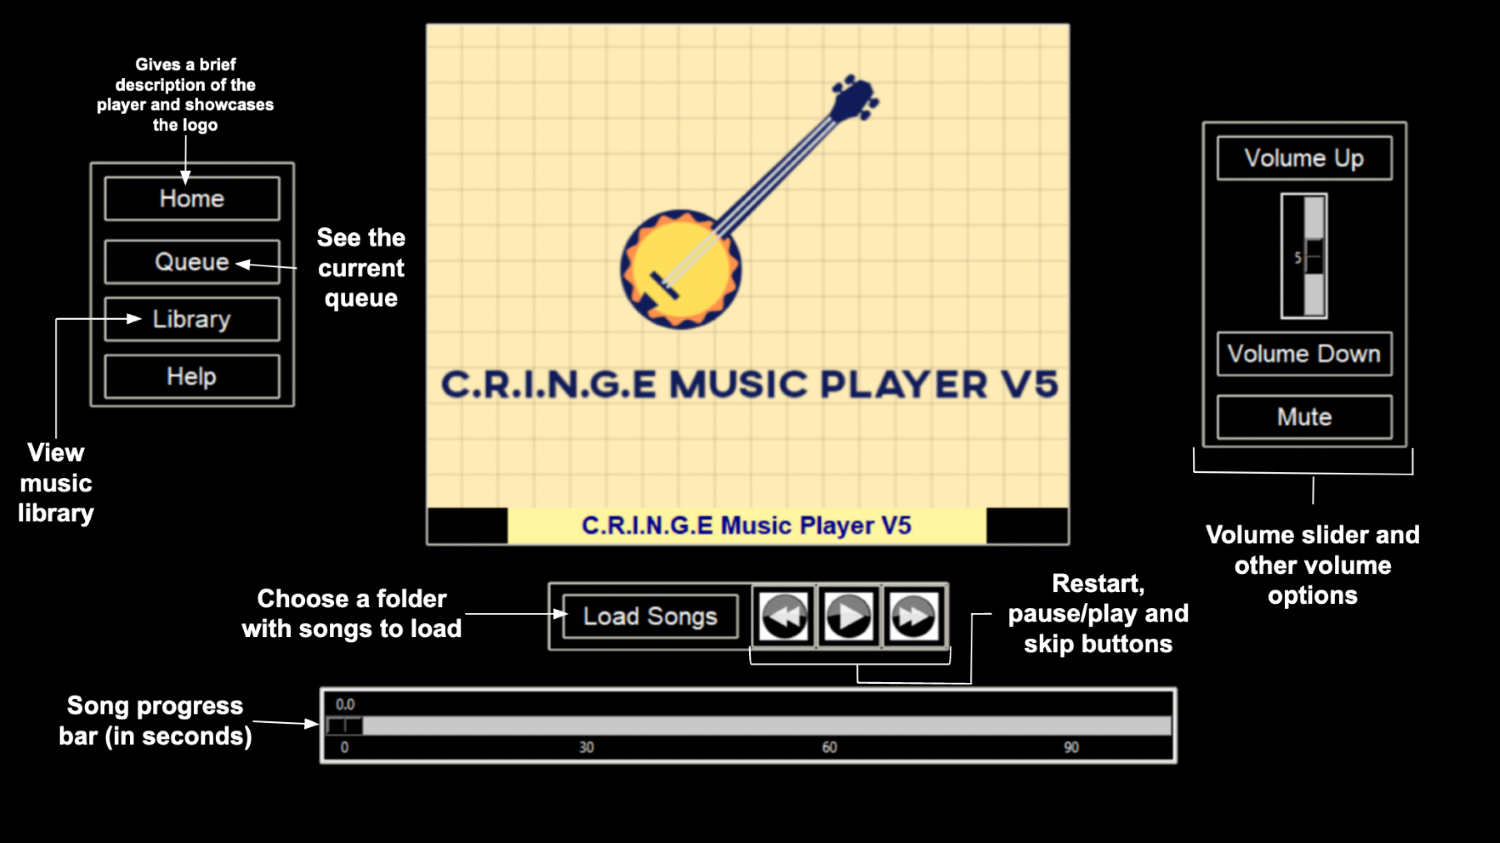 Gives a brief
description of the
player and showcases
the logo
Home
Queue
Library
Help
See the
current
queue
View
music
library
C.R.I.N.G.E MUSIC PLAYER V5
C.R.I.N.G.E Music Player V5
Volume Up
5
Volume Down
Mute
Volume slider and
other volume
options
Choose a folder
with songs to load
Load Songs
Restart,
pause/play and
skip buttons
Song progress
bar (in seconds)
0.0
0 30 60 90